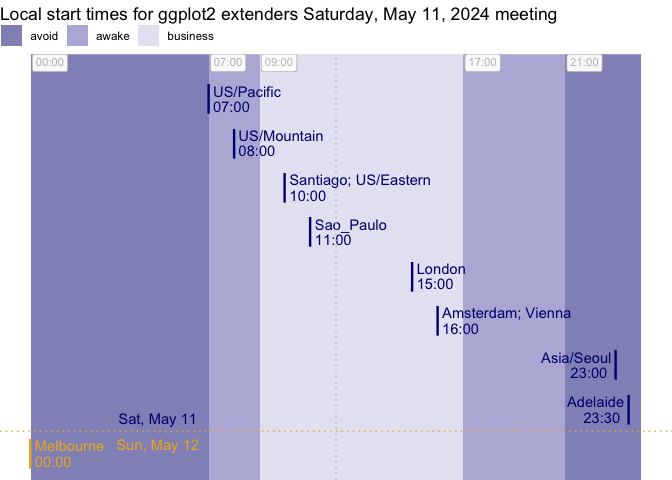 Local start times for ggplot2 extenders Saturday, May 11, 2024 meeting
avoid awake business
00:00 07:00 09:00 17:00 21:00
US/Pacific
07:00
US/Mountain
08:00
Santiago; US/Eastern
10:00
Sao_Paulo
11:00
London
15:00
Amsterdam; Vienna
16:00
Asia/Seoul
23:00
Adelaide
23:30
Sat, May 11
Melbourne Sun, May 12
00:00